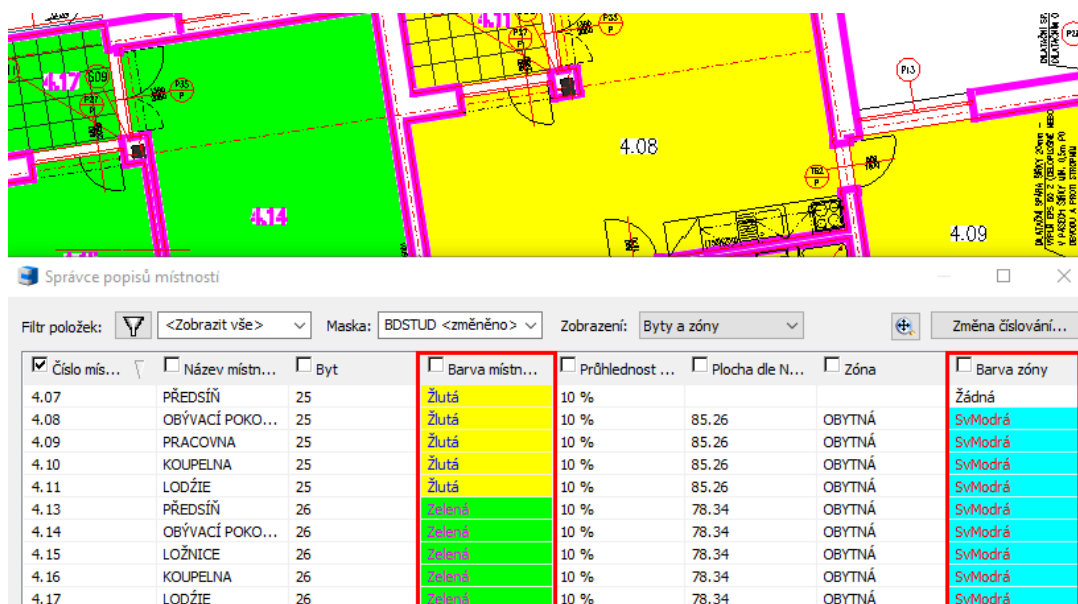 4.11
P35
P
P37
P
4.17
S09
P35
P
P27
P
P13
4.08
T62
P
4.14
4.09
Správce popisů místností
Filtr položek: <Zobrazit vše> Maska: BDSTUD <změněno> Zobrazení: Byty a zóny Změna číslování...
Číslo mís... Název místn... Byt Barva místn... Průhlednost ... Plocha dle N... Zóna Barva zóny
4.07 PŘEDSÍŇ 25 Žlutá 10 % Žádná
4.08 OBÝVACÍ POKO... 25 Žlutá 10 % 85.26 OBYTNÁ SvModrá
4.09 PRACOVNA 25 Žlutá 10 % 85.26 OBYTNÁ SvModrá
4.10 KOUPELNA 25 Žlutá 10 % 85.26 OBYTNÁ SvModrá
4.11 LODŽIE 25 Žlutá 10 % 85.26 OBYTNÁ SvModrá
4.13 PŘEDSÍŇ 26 Zelená 10 % 78.34 OBYTNÁ SvModrá
4.14 OBÝVACÍ POKO... 26 Zelená 10 % 78.34 OBYTNÁ SvModrá
4.15 LOŽNICE 26 Zelená 10 % 78.34 OBYTNÁ SvModrá
4.16 KOUPELNA 26 Zelená 10 % 78.34 OBYTNÁ SvModrá
4.17 LODŽIE 26 Zelená 10 % 78.34 OBYTNÁ SvModrá